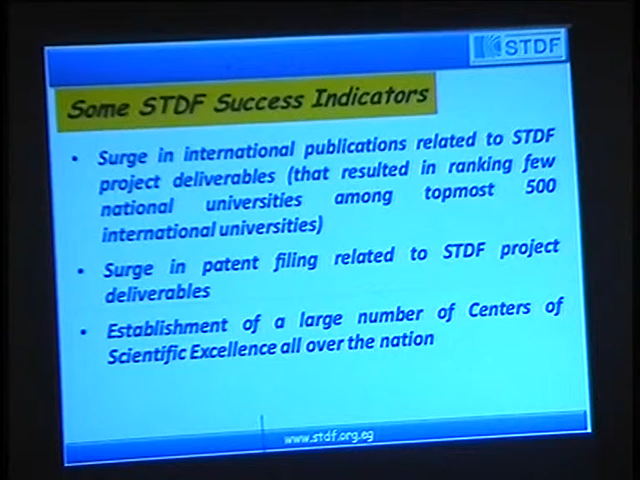 STDF
Some STDF Success Indicators
• Surge in international publications related to STDF
project deliverables (that resulted in ranking few
national universities among topmost 500
international universities)
• Surge in patent filing related to STDF project
deliverables
• Establishment of a large number of Centers of
Scientific Excellence all over the nation
www.stdf.org.eg